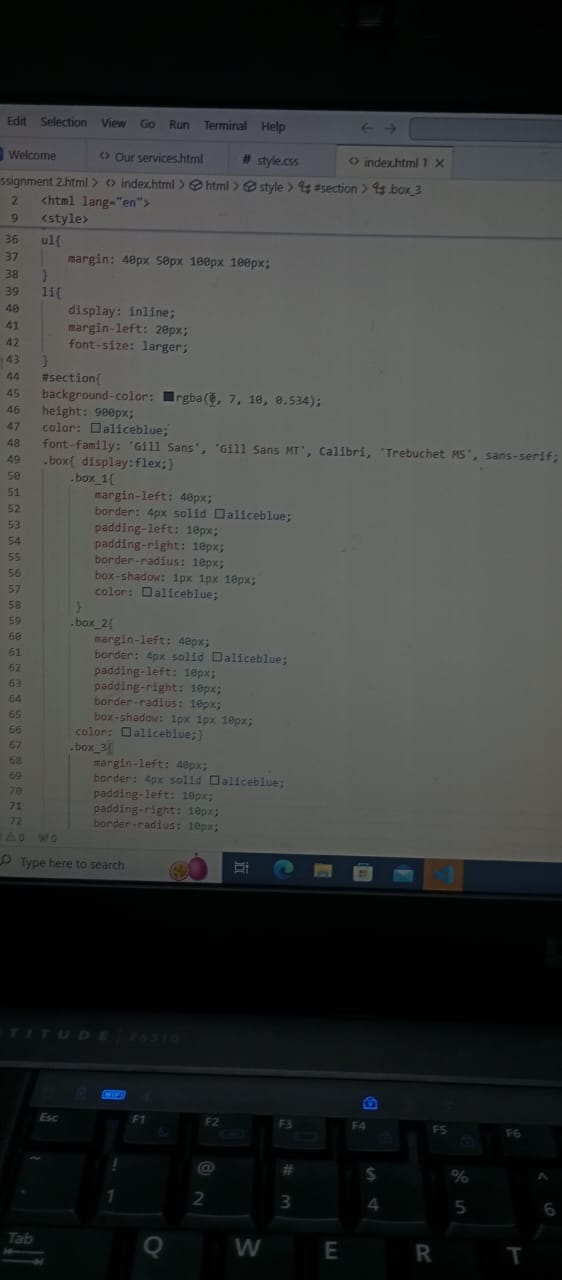 Edit Selection View Go Run Terminal Help
Welcome <> Our services.html # style.css <> index.html 1 ×
ssignment 2.html > <> index.html > html > style > #section > .box_3
2 <html lang="en">
9 <style>
36 ul{
37 margin: 40px 50px 100px 100px;
38 }
39 li{
40 display: inline;
41 margin-left: 20px;
42 font-size: larger;
43 }
44 #section{
45 background-color: rgba( , 7, 10, 0.534);
46 height: 900px;
47 color: aliceblue;
48 font-family: 'Gill Sans', 'Gill Sans MT', Calibri, 'Trebuchet MS', sans-serif;
49 .box{ display:flex;}
50 .box_1{
51 margin-left: 40px;
52 border: 4px solid aliceblue;
53 padding-left: 10px;
54 padding-right: 10px;
55 border-radius: 10px;
56 box-shadow: 1px 1px 10px;
57 color: aliceblue;
58 }
59 .box_2{
60 margin-left: 40px;
61 border: 4px solid aliceblue;
62 padding-left: 10px;
63 padding-right: 10px;
64 border-radius: 10px;
65 box-shadow: 1px 1px 10px;
66 color: aliceblue;}
67 .box_3{
68 margin-left: 40px;
69 border: 4px solid aliceblue;
70 padding-left: 10px;
71 padding-right: 10px;
72 border-radius: 10px;
0 0
Type here to search
TITUDE
WiFi
Esc F1 F2 F3 F4 F5 F6
~ ! @ # $ % ^
` 1 2 3 4 5 6
Tab Q W E R T